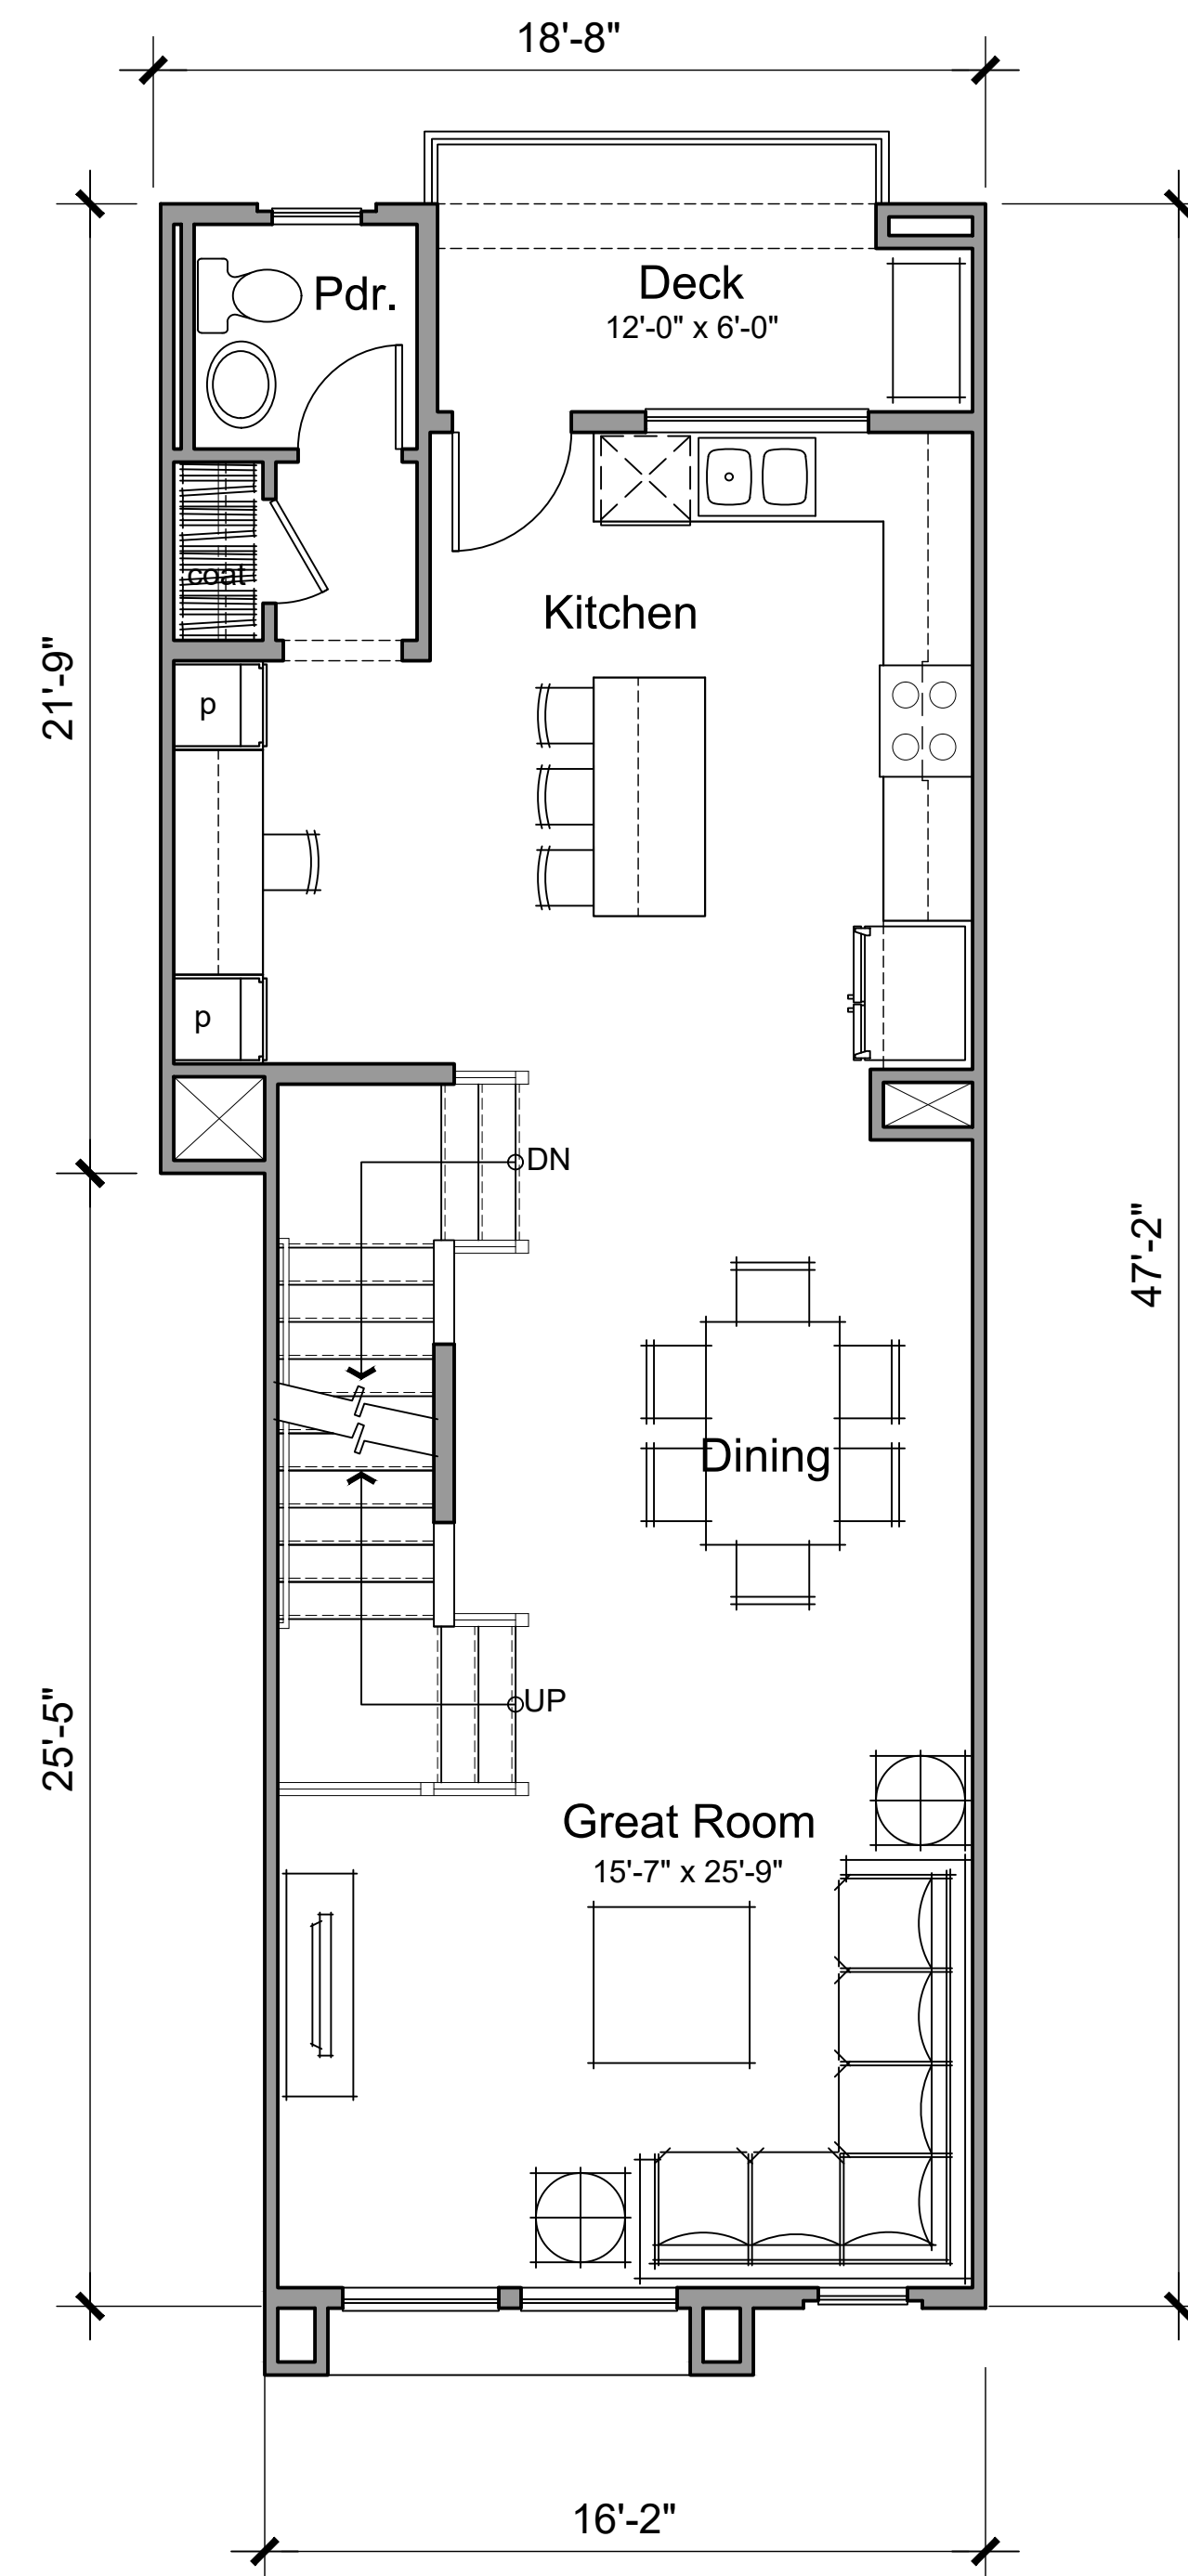 18'-8"
Pdr.
Deck
12'-0" x 6'-0"
coat
Kitchen
21'-9"
p
p
DN
47'-2"
Dining
25'-5"
UP
Great Room
15'-7" x 25'-9"
16'-2"